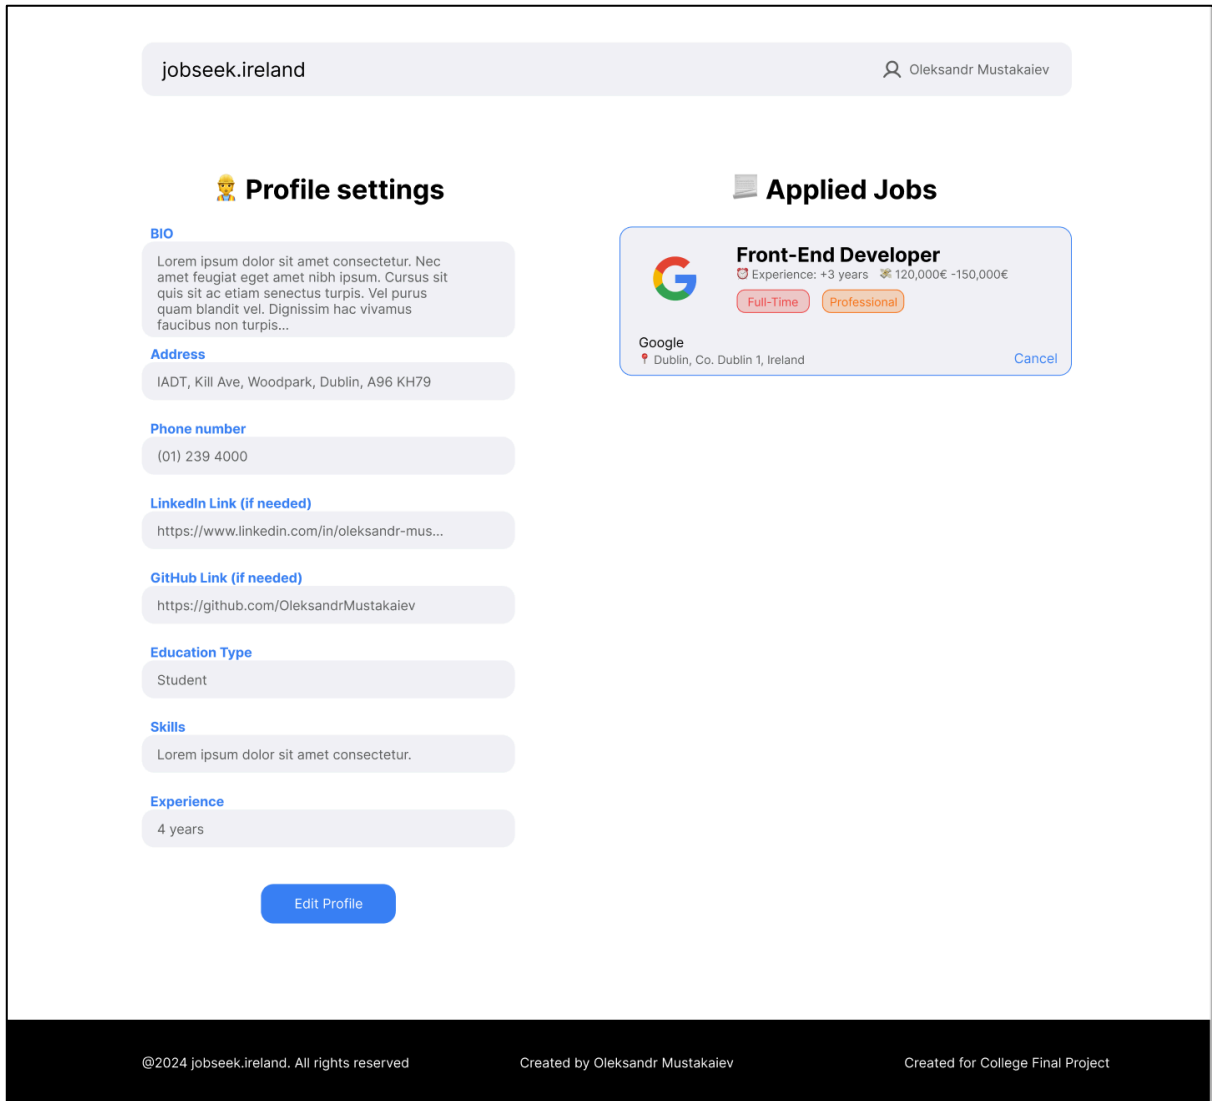 jobseek.ireland
Oleksandr Mustakaiev
Profile settings
BIO
Lorem ipsum dolor sit amet consectetur. Nec
amet feugiat eget amet nibh ipsum. Cursus sit
quis sit ac etiam senectus turpis. Vel purus
quam blandit vel. Dignissim hac vivamus
faucibus non turpis...
Address
IADT, Kill Ave, Woodpark, Dublin, A96 KH79
Phone number
(01) 239 4000
LinkedIn Link (if needed)
https://www.linkedin.com/in/oleksandr-mus...
GitHub Link (if needed)
https://github.com/OleksandrMustakaiev
Education Type
Student
Skills
Lorem ipsum dolor sit amet consectetur.
Experience
4 years
Edit Profile
Applied Jobs
Front-End Developer
Experience: +3 years 120,000€ -150,000€
Full-Time Professional
Google
Dublin, Co. Dublin 1, Ireland
Cancel
@2024 jobseek.ireland. All rights reserved
Created by Oleksandr Mustakaiev
Created for College Final Project